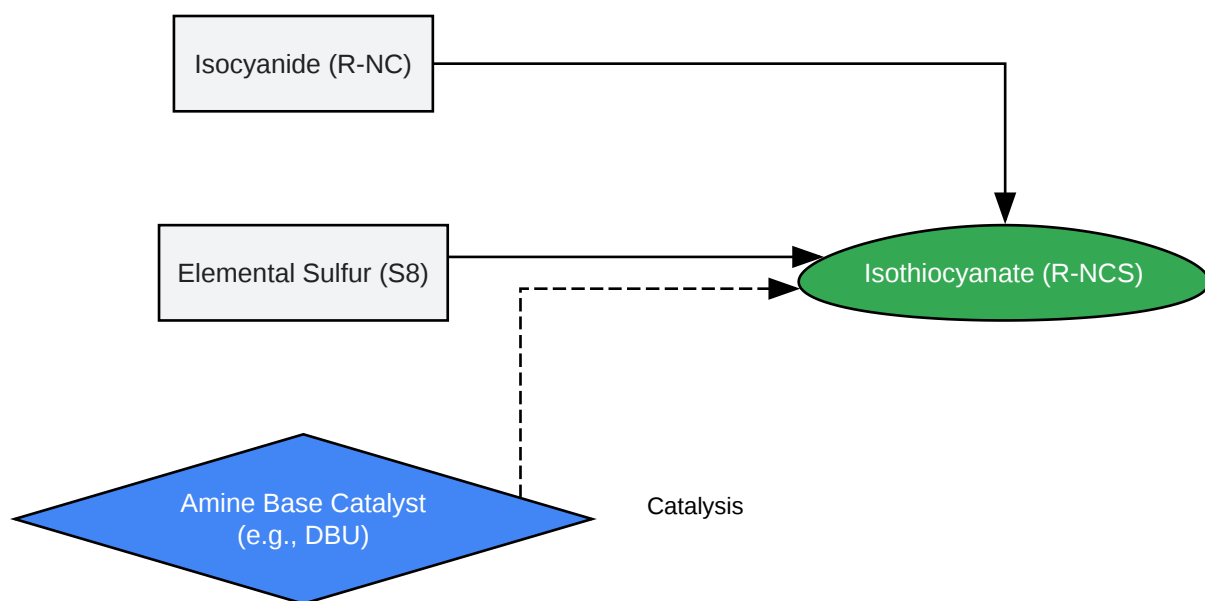 Isocyanide (R-NC)
Elemental Sulfur (S8)
Isothiocyanate (R-NCS)
Amine Base Catalyst
(e.g., DBU)
Catalysis